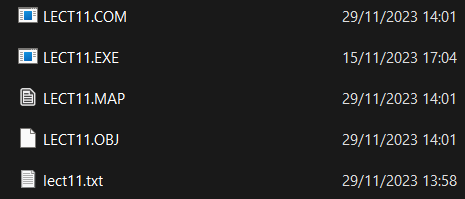 LECT11.COM 29/11/2023 14:01
LECT11.EXE 15/11/2023 17:04
LECT11.MAP 29/11/2023 14:01
LECT11.OBJ 29/11/2023 14:01
lect11.txt 29/11/2023 13:58